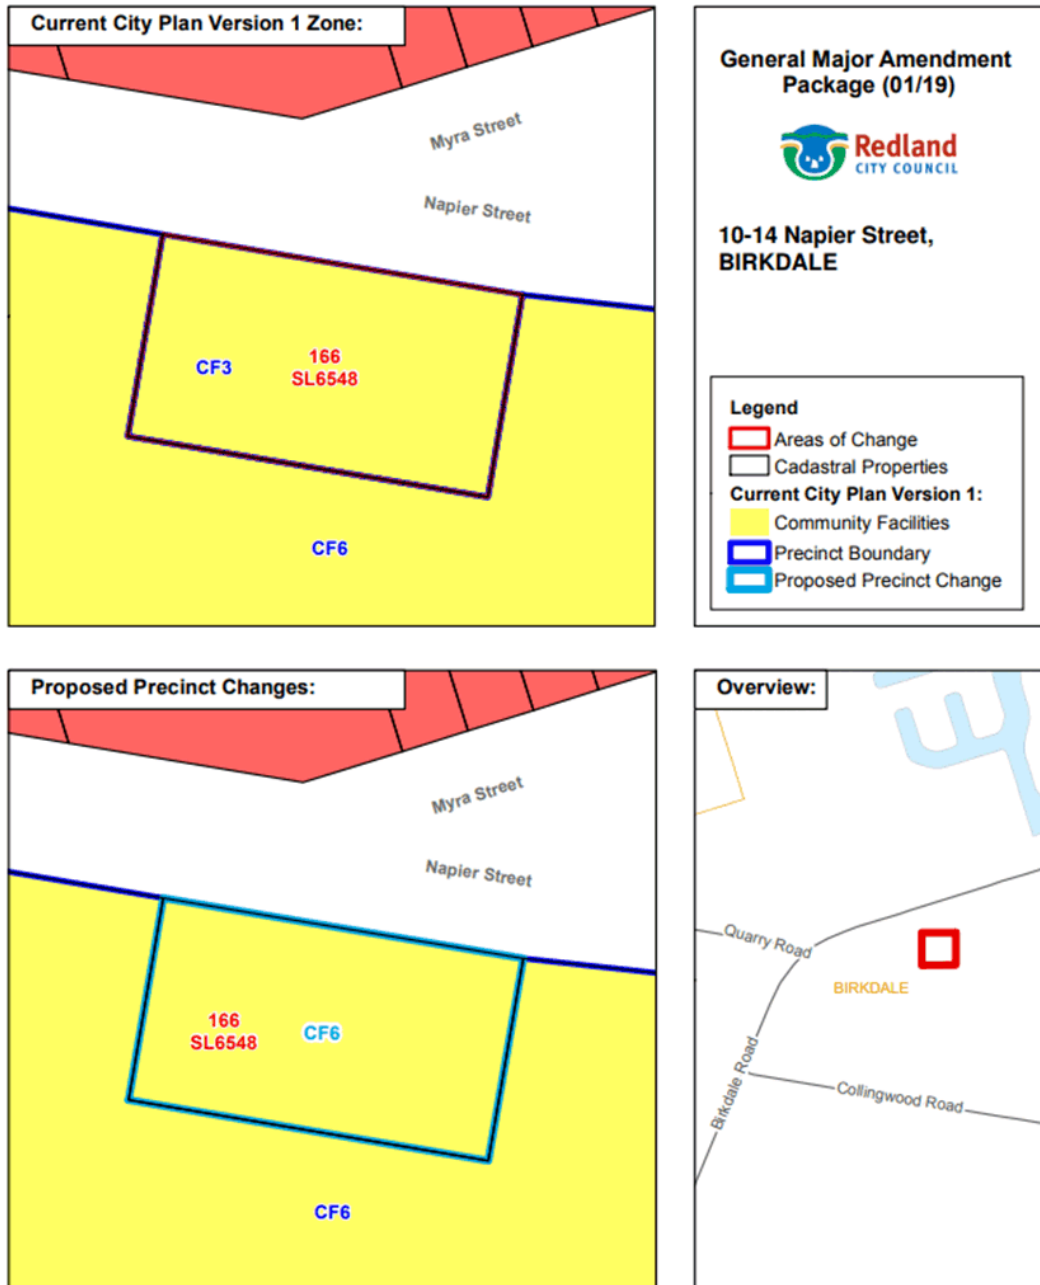 Current City Plan Version 1 Zone:
Myra Street
Napier Street
CF3
166
SL6548
CF6
General Major Amendment
Package (01/19)
Redland
CITY COUNCIL
10-14 Napier Street,
BIRKDALE
Legend
Areas of Change
Cadastral Properties
Current City Plan Version 1:
Community Facilities
Precinct Boundary
Proposed Precinct Change
Proposed Precinct Changes:
Myra Street
Napier Street
166
SL6548
CF6
CF6
Overview:
Quarry Road
BIRKDALE
Birkdale Road
Collingwood Road